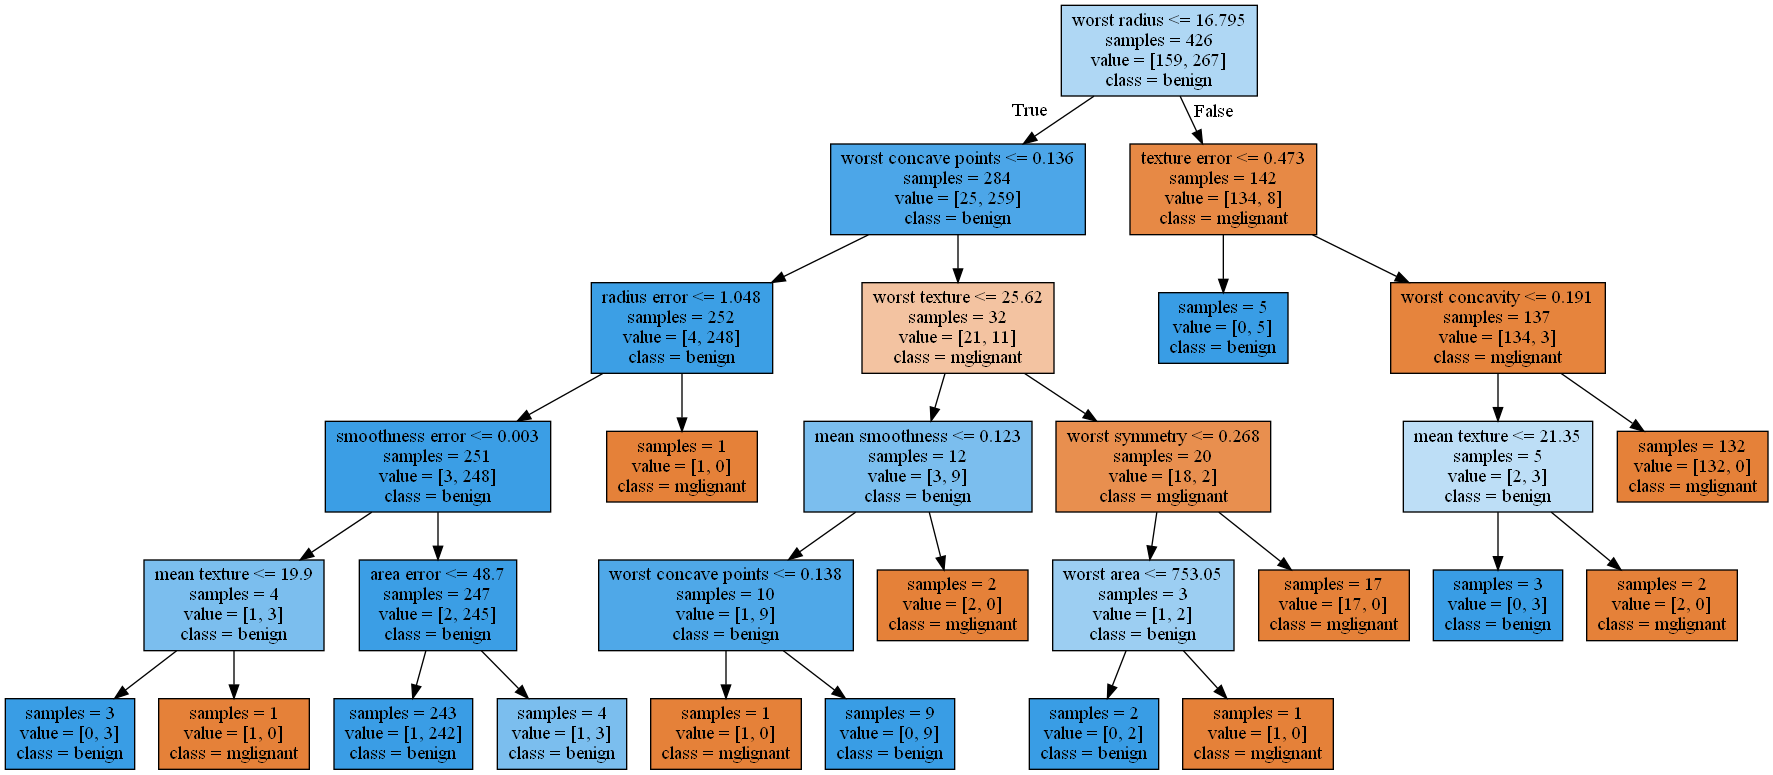 worst radius <= 16.795
samples = 426
value = [159, 267]
class = benign
True
False
worst concave points <= 0.136
samples = 284
value = [25, 259]
class = benign
texture error <= 0.473
samples = 142
value = [134, 8]
class = mglignant
radius error <= 1.048
samples = 252
value = [4, 248]
class = benign
worst texture <= 25.62
samples = 32
value = [21, 11]
class = mglignant
samples = 5
value = [0, 5]
class = benign
worst concavity <= 0.191
samples = 137
value = [134, 3]
class = mglignant
smoothness error <= 0.003
samples = 251
value = [3, 248]
class = benign
samples = 1
value = [1, 0]
class = mglignant
mean smoothness <= 0.123
samples = 12
value = [3, 9]
class = benign
worst symmetry <= 0.268
samples = 20
value = [18, 2]
class = mglignant
mean texture <= 21.35
samples = 5
value = [2, 3]
class = benign
samples = 132
value = [132, 0]
class = mglignant
mean texture <= 19.9
samples = 4
value = [1, 3]
class = benign
area error <= 48.7
samples = 247
value = [2, 245]
class = benign
worst concave points <= 0.138
samples = 10
value = [1, 9]
class = benign
samples = 2
value = [2, 0]
class = mglignant
worst area <= 753.05
samples = 3
value = [1, 2]
class = benign
samples = 17
value = [17, 0]
class = mglignant
samples = 3
value = [0, 3]
class = benign
samples = 2
value = [2, 0]
class = mglignant
samples = 3
value = [0, 3]
class = benign
samples = 1
value = [1, 0]
class = mglignant
samples = 243
value = [1, 242]
class = benign
samples = 4
value = [1, 3]
class = benign
samples = 1
value = [1, 0]
class = mglignant
samples = 9
value = [0, 9]
class = benign
samples = 2
value = [0, 2]
class = benign
samples = 1
value = [1, 0]
class = mglignant